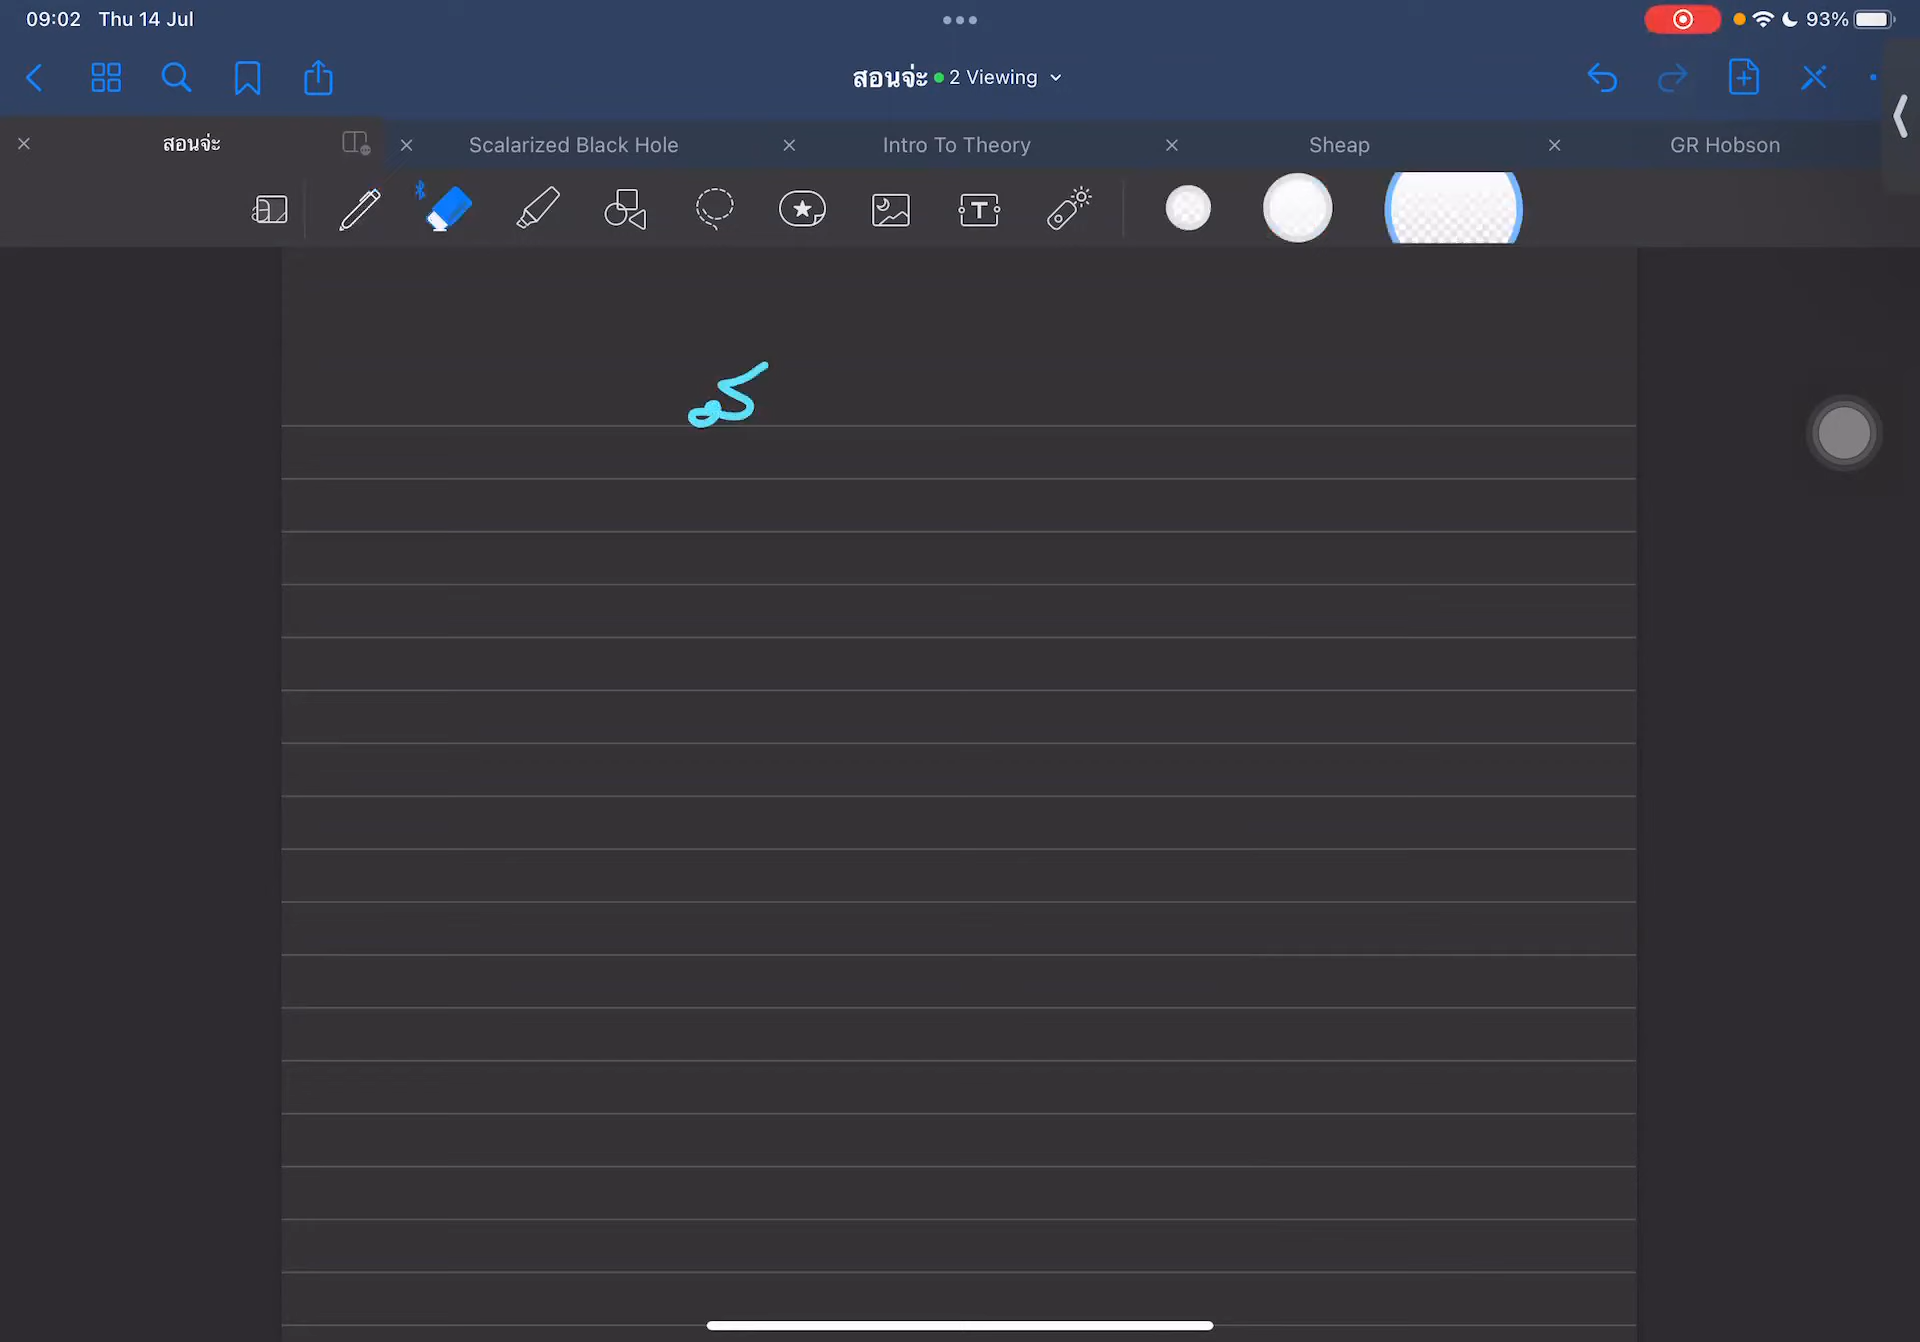 09:02 Thu 14 Jul 93%
สอนจ่ะ 2 Viewing
สอนจ่ะ Scalarized Black Hole Intro To Theory Sheap GR Hobson
T